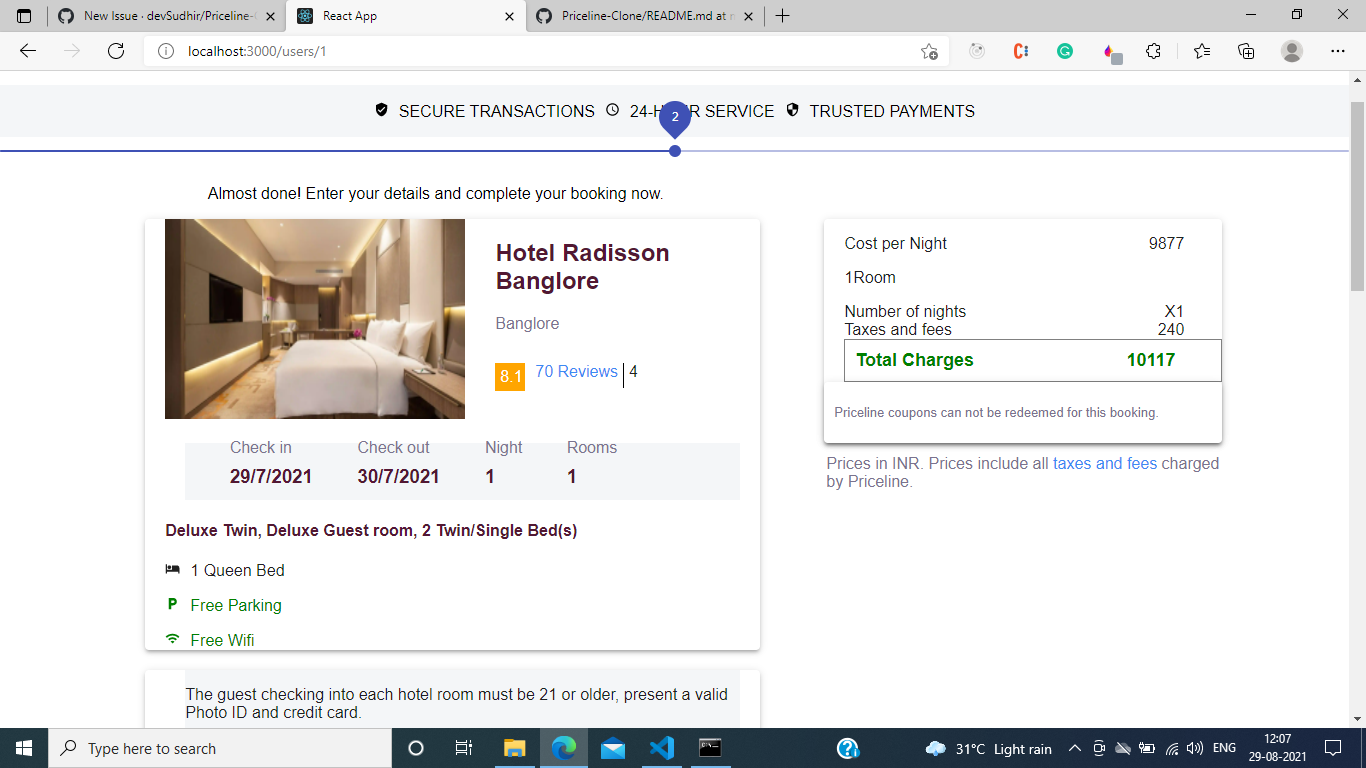 New Issue · devSudhir/Priceline-C
React App
Priceline-Clone/README.md at
localhost:3000/users/1
SECURE TRANSACTIONS 24-H R SERVICE TRUSTED PAYMENTS
2
Almost done! Enter your details and complete your booking now.
Hotel Radisson
Banglore
Banglore
8.1 70 Reviews 4
Check in Check out Night Rooms
29/7/2021 30/7/2021 1 1
Deluxe Twin, Deluxe Guest room, 2 Twin/Single Bed(s)
1 Queen Bed
P Free Parking
Free Wifi
The guest checking into each hotel room must be 21 or older, present a valid
Photo ID and credit card.
Cost per Night 9877
1Room
Number of nights X1
Taxes and fees 240
Total Charges 10117
Priceline coupons can not be redeemed for this booking.
Prices in INR. Prices include all taxes and fees charged
by Priceline.
Type here to search
31°C Light rain
ENG
12:07
29-08-2021